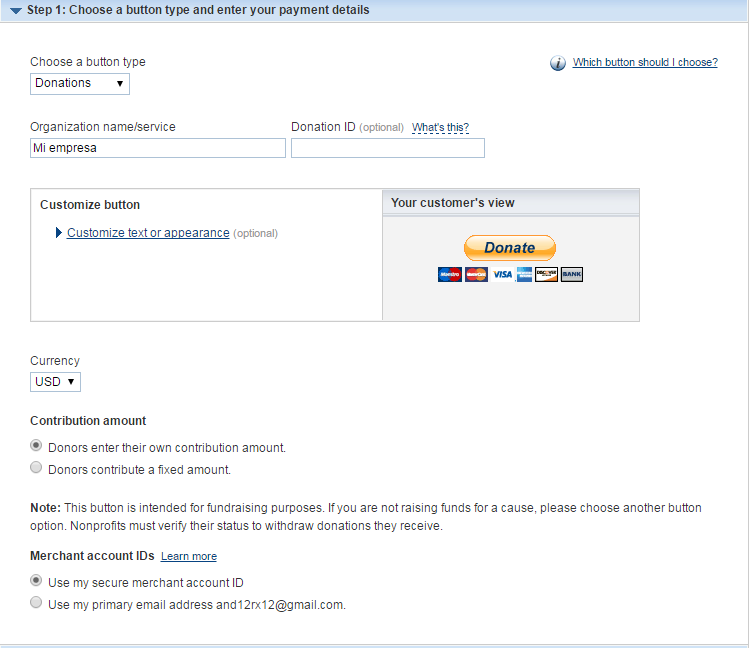 Step 1: Choose a button type and enter your payment details
Choose a button type
Which button should I choose?
Donations
Organization name/service
Donation ID (optional) What's this?
Mi empresa
Customize button
Your customer's view
Customize text or appearance (optional)
Donate
Maestro MasterCard VISA DISCOVER BANK
Currency
USD
Contribution amount
Donors enter their own contribution amount.
Donors contribute a fixed amount.
Note: This button is intended for fundraising purposes. If you are not raising funds for a cause, please choose another button
option. Nonprofits must verify their status to withdraw donations they receive.
Merchant account IDs Learn more
Use my secure merchant account ID
Use my primary email address and12rx12@gmail.com.